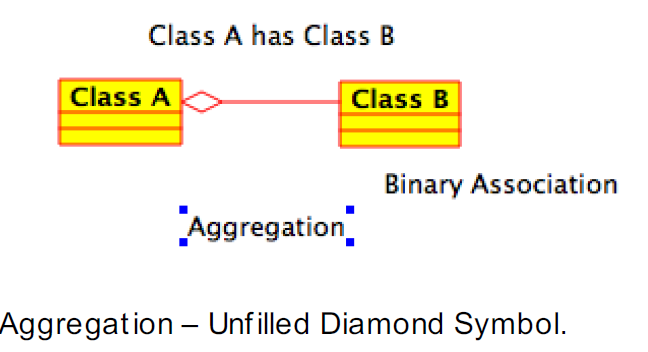 Class A has Class B
Class A
Class B
Binary Association
Aggregation
Aggregation – Unfilled Diamond Symbol.